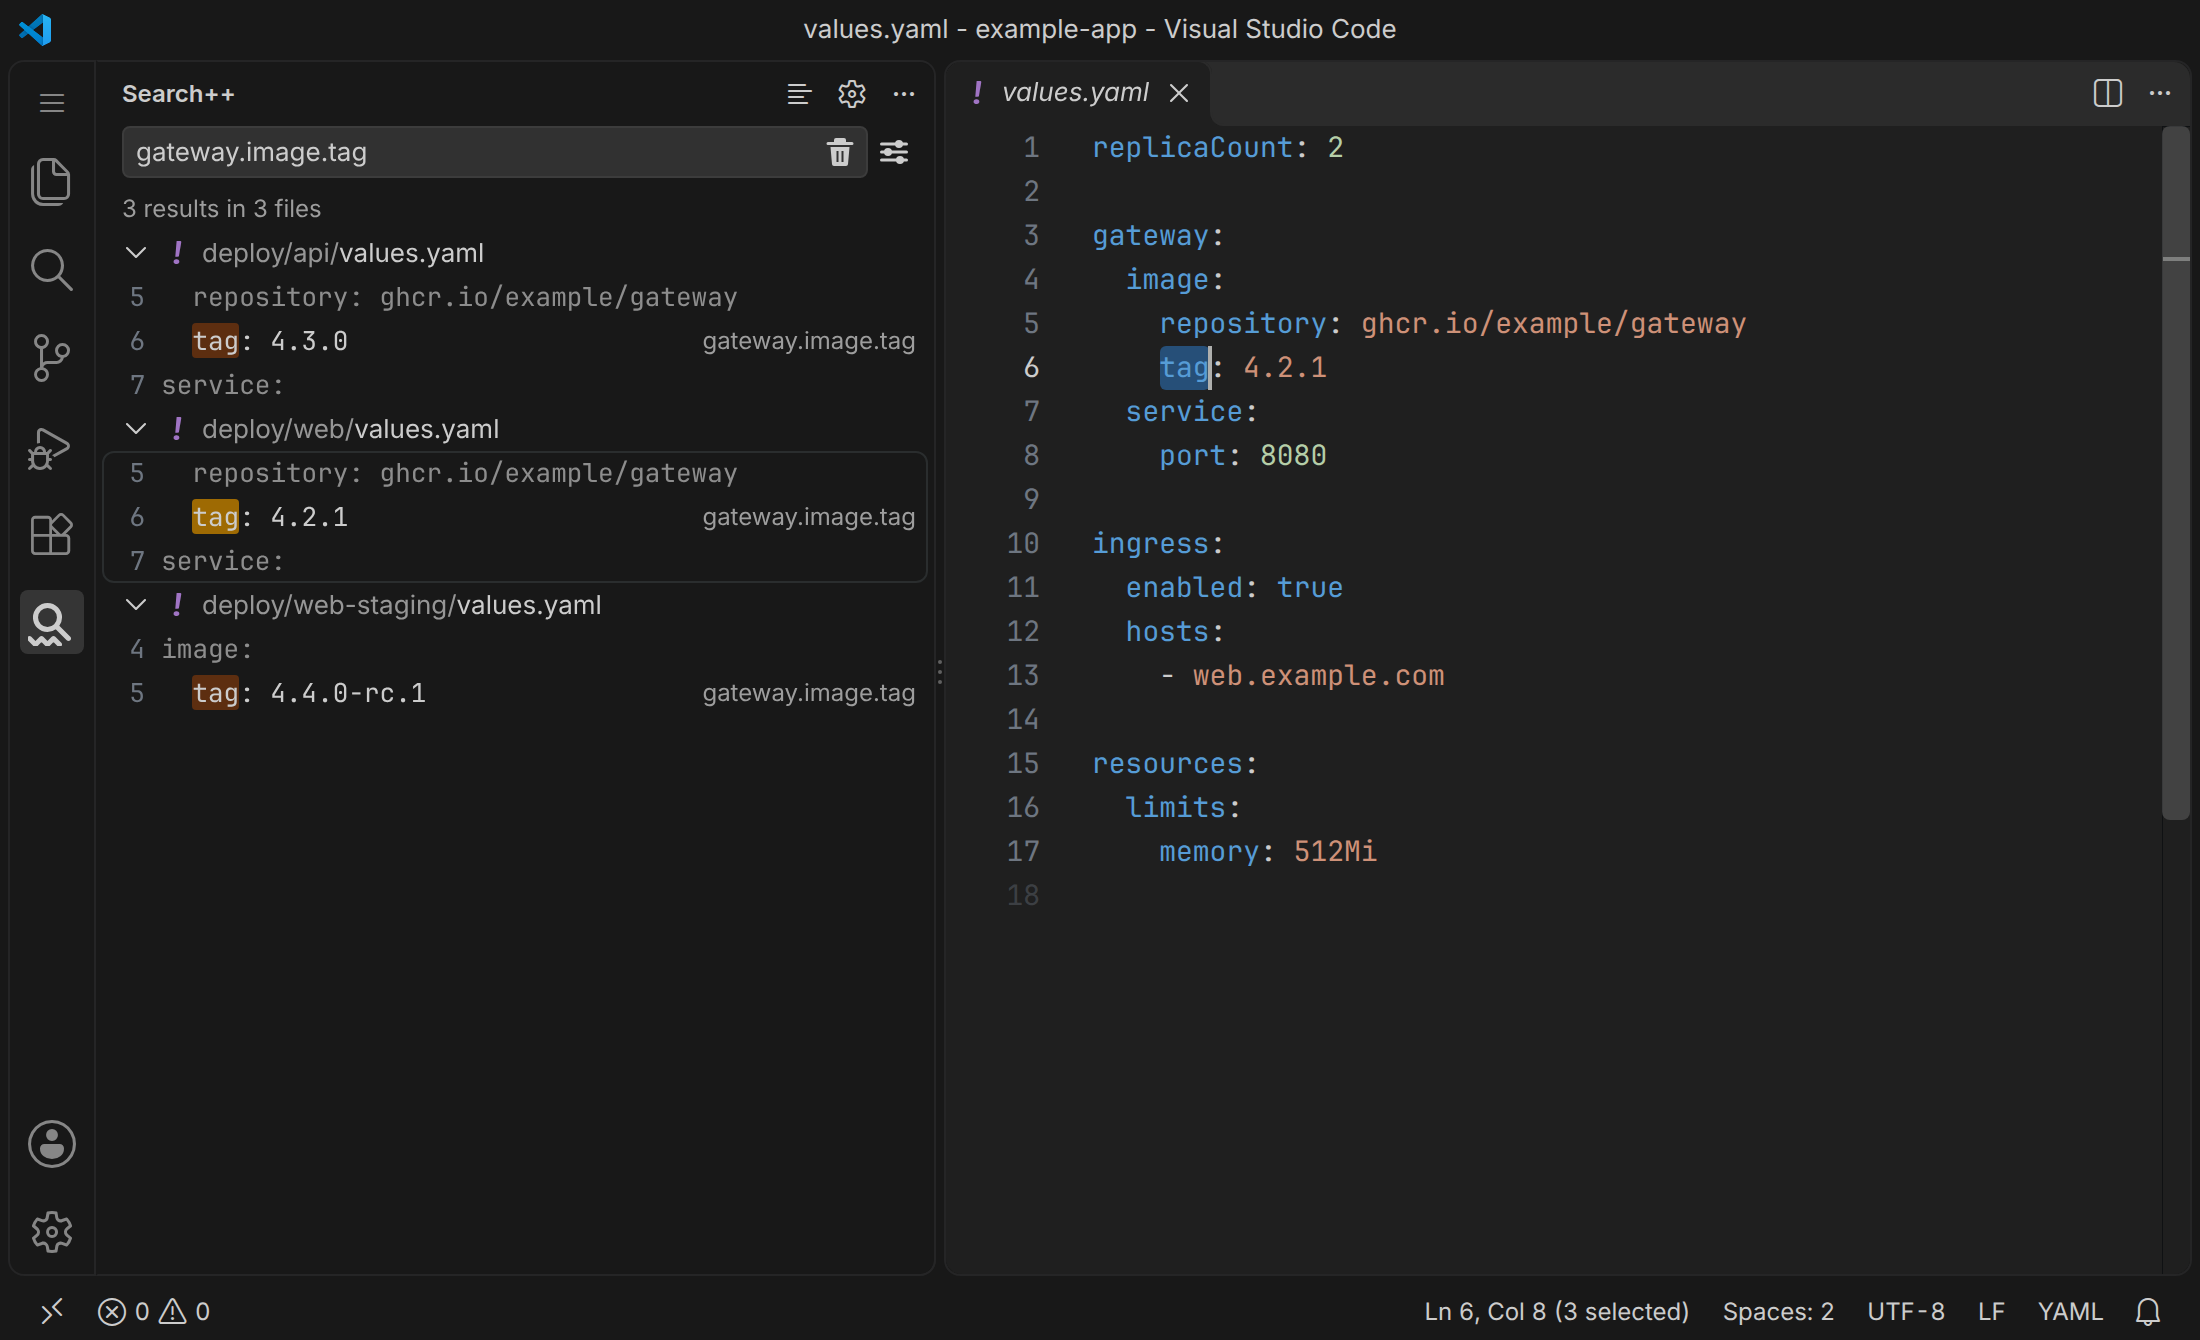 values.yaml - example-app - Visual Studio Code
Search++
gateway.image.tag
3 results in 3 files
deploy/api/values.yaml
5 repository: ghcr.io/example/gateway
6 tag: 4.3.0 gateway.image.tag
7 service:
deploy/web/values.yaml
5 repository: ghcr.io/example/gateway
6 tag: 4.2.1 gateway.image.tag
7 service:
deploy/web-staging/values.yaml
4 image:
5 tag: 4.4.0-rc.1 gateway.image.tag
! values.yaml
1 replicaCount: 2
2
3 gateway:
4 image:
5 repository: ghcr.io/example/gateway
6 tag: 4.2.1
7 service:
8 port: 8080
9
10 ingress:
11 enabled: true
12 hosts:
13 - web.example.com
14
15 resources:
16 limits:
17 memory: 512Mi
18
0 0
Ln 6, Col 8 (3 selected) Spaces: 2 UTF-8 LF YAML